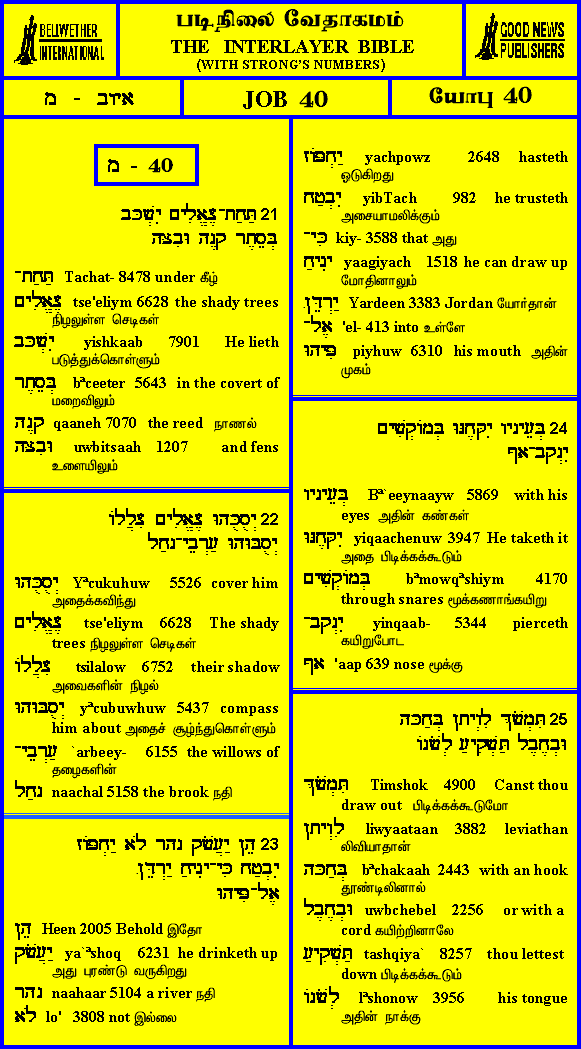 BELLWETHER
INTERNATIONAL
படிநிலை வேதாகமம்
THE INTERLAYER BIBLE
(WITH STRONG'S NUMBERS)
GOOD NEWS
PUBLISHERS
איוב - מ
JOB 40
யோபு 40
מ - 40
21 תַּחַת־צֶאֱלִים יִשְׁכַּב
בְּסֵתֶר קָנֶה וּבִצָּה
תַּחַת־ Tachat- 8478 under கீழ்
צֶאֱלִים tse'eliym 6628 the shady trees
நிழலுள்ள செடிகள்
יִשְׁכַּב yishkaab 7901 He lieth
படுத்துக்கொள்ளும்
בְּסֵתֶר bªceeter 5643 in the covert of
மறைவிலும்
קָנֶה qaaneh 7070 the reed நாணல்
וּבִצָּה uwbitsaah 1207 and fens
உளையிலும்
22 יְסֻכֻּהוּ צֶאֱלִים צִלֲלוֹ
יְסֻבּוּהוּ עַרְבֵי־נָחַל
יְסֻכֻּהוּ Yªcukuhuw 5526 cover him
அதைக்கவிந்து
צֶאֱלִים tse'eliym 6628 The shady
trees நிழலுள்ள செடிகள்
צִלֲלוֹ tsilalow 6752 their shadow
அவைகளின் நிழல்
יְסֻבּוּהוּ yªcubuwhuw 5437 compass
him about அதைச் சூழ்ந்துகொள்ளும்
עַרְבֵי־ `arbeey- 6155 the willows of
தழைகளின்
נָחַל naachal 5158 the brook நதி
23 הֵן יַעֲשֹׁק נָהָר לֹא יַחְפּוֹז
יִבְטַח כִּי־יָגִיחַ יַרְדֵּן
אֶל־פִּיהוּ
הֵן Heen 2005 Behold இதோ
יַעֲשֹׁק ya`ªshoq 6231 he drinketh up
அது புரண்டு வருகிறது
נָהָר naahaar 5104 a river நதி
לֹא lo' 3808 not இல்லை
יַחְפּוֹז yachpowz 2648 hasteth
ஓடுகிறது
יִבְטַח yibTach 982 he trusteth
அசையாமலிக்கும்
כִּי־ kiy- 3588 that அது
יָגִיחַ yaagiyach 1518 he can draw up
மோதினாலும்
יַרְדֵּן Yardeen 3383 Jordan யோர்தான்
אֶל־ 'el- 413 into உள்ளே
פִּיהוּ piyhuw 6310 his mouth அதின்
முகம்
24 בְּעֵינָיו יִקָּחֶנּוּ בְּמוֹקְשִׁים
יִנְקָב־אָף
בְּעֵינָיו Bª`eeynaayw 5869 with his
eyes அதின் கண்கள்
יִקָּחֶנּוּ yiqaachenuw 3947 He taketh it
அதை பிடிக்கக்கூடும்
בְּמוֹקְשִׁים bªmowqªshiym 4170
through snares மூக்கணாங்கயிறு
יִנְקָב־ yinqaab- 5344 pierceth
கயிறுபோட
אָף 'aap 639 nose மூக்கு
25 תִּמְשֹׁךְ לִוְיָתָן בְּחַכָּה
וּבְחֶבֶל תַּשְׁקִיעַ לְשֹׁנוֹ
תִּמְשֹׁךְ Timshok 4900 Canst thou
draw out பிடிக்கக்கூடுமோ
לִוְיָתָן liwyaataan 3882 leviathan
லிவியாதான்
בְּחַכָּה bªchakaah 2443 with an hook
தூண்டிலினால்
וּבְחֶבֶל uwbchebel 2256 or with a
cord கயிற்றினாலே
תַּשְׁקִיעַ tashqiya` 8257 thou lettest
down பிடிக்கக்கூடும்
לְשֹׁנוֹ lªshonow 3956 his tongue
அதின் நாக்கு